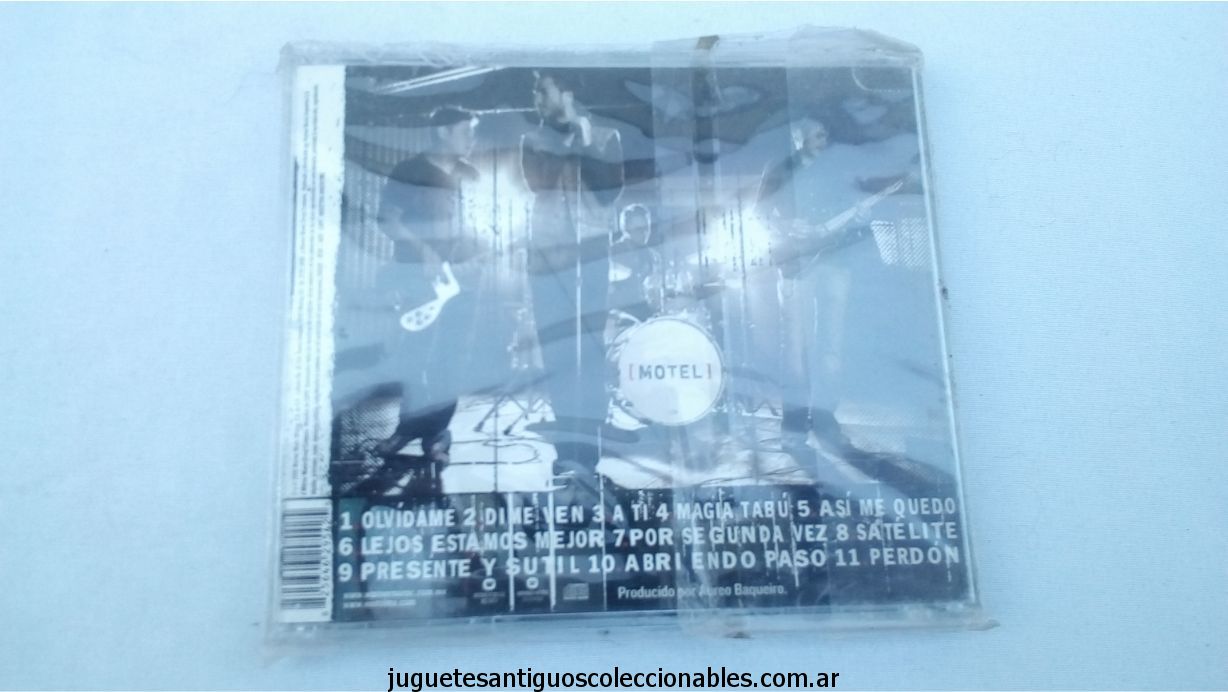 [MOTEL]
1 OLVÍDAME 2 DIME VEN 3 A TI 4 MAGIA TABÚ 5 ASÍ ME QUEDO
6 LEJOS ESTAMOS MEJOR 7 POR SEGUNDA VEZ 8 SATÉLITE
9 PRESENTE Y SUTIL 10 ABRIENDO PASO 11 PERDÓN
Producido por Áureo Baqueiro.
juguetesantiguoscoleccionables.com.ar